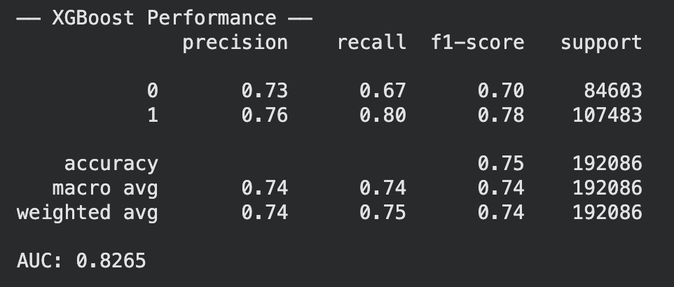 —— XGBoost Performance ——
precision recall f1-score support
0 0.73 0.67 0.70 84603
1 0.76 0.80 0.78 107483
accuracy 0.75 192086
macro avg 0.74 0.74 0.74 192086
weighted avg 0.74 0.75 0.74 192086
AUC: 0.8265